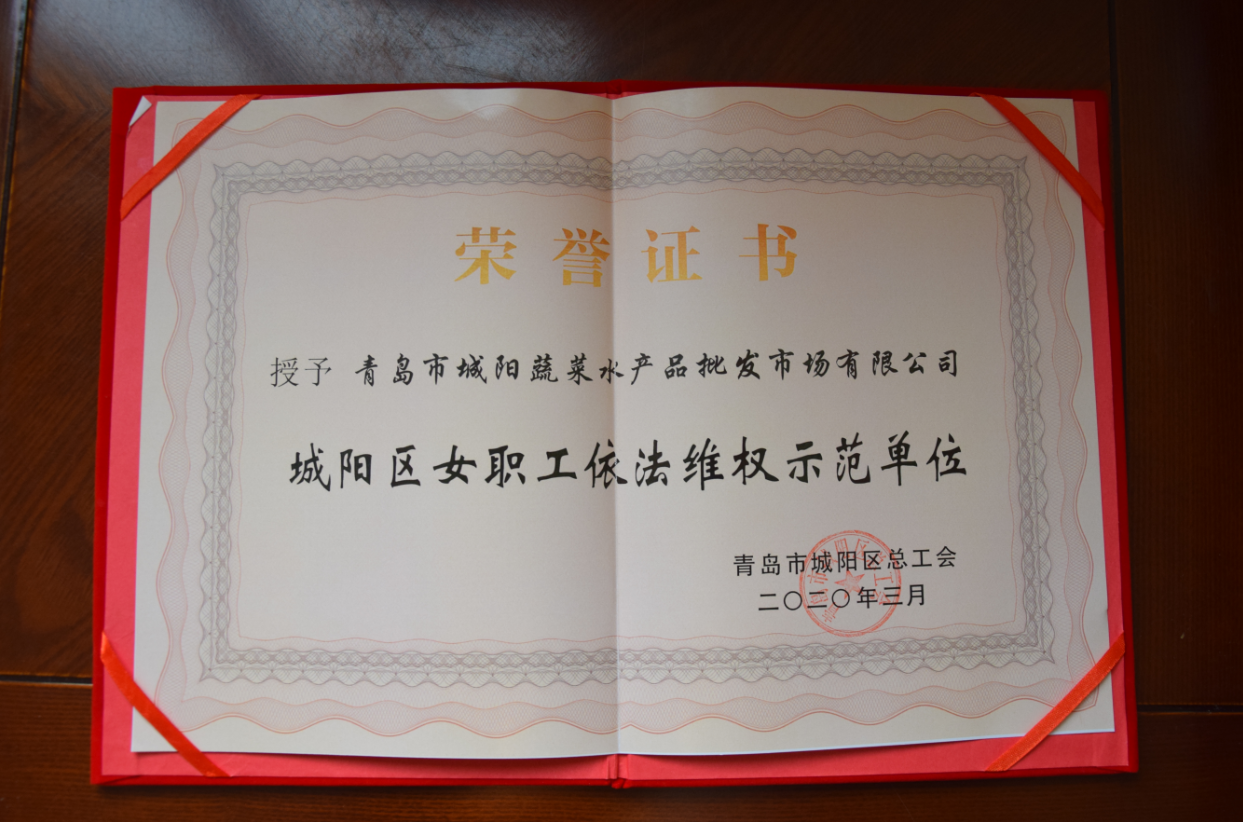 荣誉证书
授予 青岛市城阳蔬菜水产品批发市场有限公司
城阳区女职工依法维权示范单位
青岛市城阳区总工会
二〇二〇年三月